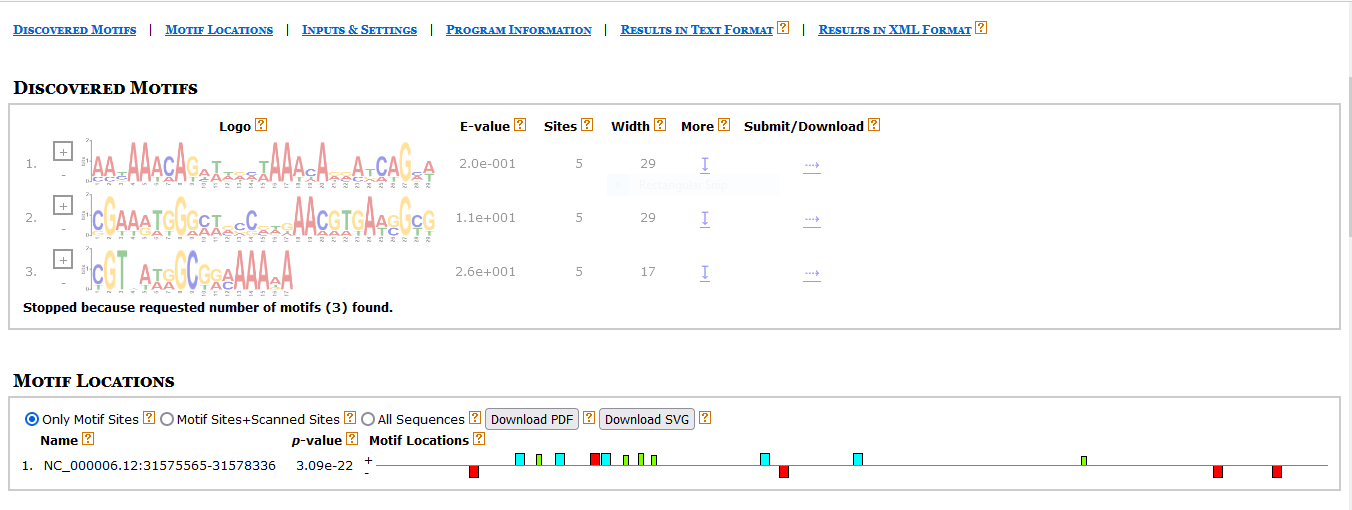 Discovered Motifs | Motif Locations | Inputs & Settings | Program Information | Results in Text Format ? | Results in XML Format ?
Discovered Motifs
Logo ? E-value ? Sites ? Width ? More ? Submit/Download ?
1. + - 2.0e-001 5 29 ↧ ⇢
2. + - 1.1e+001 5 29 ↧ ⇢
3. + - 2.6e+001 5 17 ↧ ⇢
Stopped because requested number of motifs (3) found.
Motif Locations
Only Motif Sites ? Motif Sites+Scanned Sites ? All Sequences ? Download PDF ? Download SVG ?
Name ? p-value ? Motif Locations ?
1. NC_000006.12:31575565-31578336 3.09e-22 + -